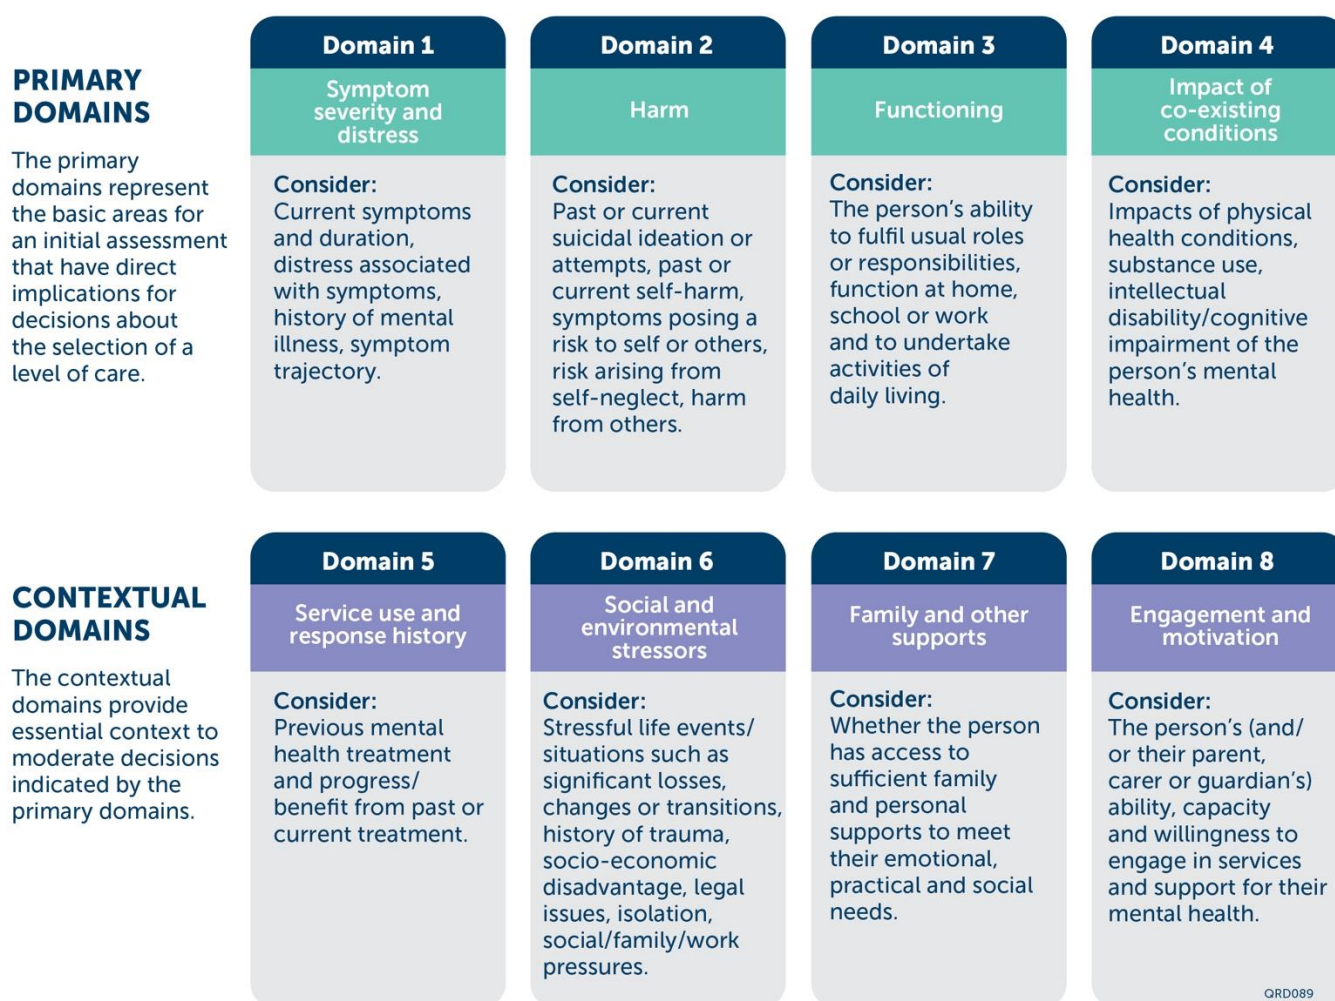 PRIMARY
DOMAINS
The primary
domains represent
the basic areas for
an initial assessment
that have direct
implications for
decisions about
the selection of a
level of care.
Domain 1
Symptom
severity and
distress
Consider:
Current symptoms
and duration,
distress associated
with symptoms,
history of mental
illness, symptom
trajectory.
Domain 2
Harm
Consider:
Past or current
suicidal ideation or
attempts, past or
current self-harm,
symptoms posing a
risk to self or others,
risk arising from
self-neglect, harm
from others.
Domain 3
Functioning
Consider:
The person’s ability
to fulfil usual roles
or responsibilities,
function at home,
school or work
and to undertake
activities of
daily living.
Domain 4
Impact of
co-existing
conditions
Consider:
Impacts of physical
health conditions,
substance use,
intellectual
disability/cognitive
impairment of the
person’s mental
health.
CONTEXTUAL
DOMAINS
The contextual
domains provide
essential context to
moderate decisions
indicated by the
primary domains.
Domain 5
Service use and
response history
Consider:
Previous mental
health treatment
and progress/
benefit from past or
current treatment.
Domain 6
Social and
environmental
stressors
Consider:
Stressful life events/
situations such as
significant losses,
changes or transitions,
history of trauma,
socio-economic
disadvantage, legal
issues, isolation,
social/family/work
pressures.
Domain 7
Family and other
supports
Consider:
Whether the person
has access to
sufficient family
and personal
supports to meet
their emotional,
practical and social
needs.
Domain 8
Engagement and
motivation
Consider:
The person’s (and/
or their parent,
carer or guardian’s)
ability, capacity
and willingness to
engage in services
and support for their
mental health.
QRD089